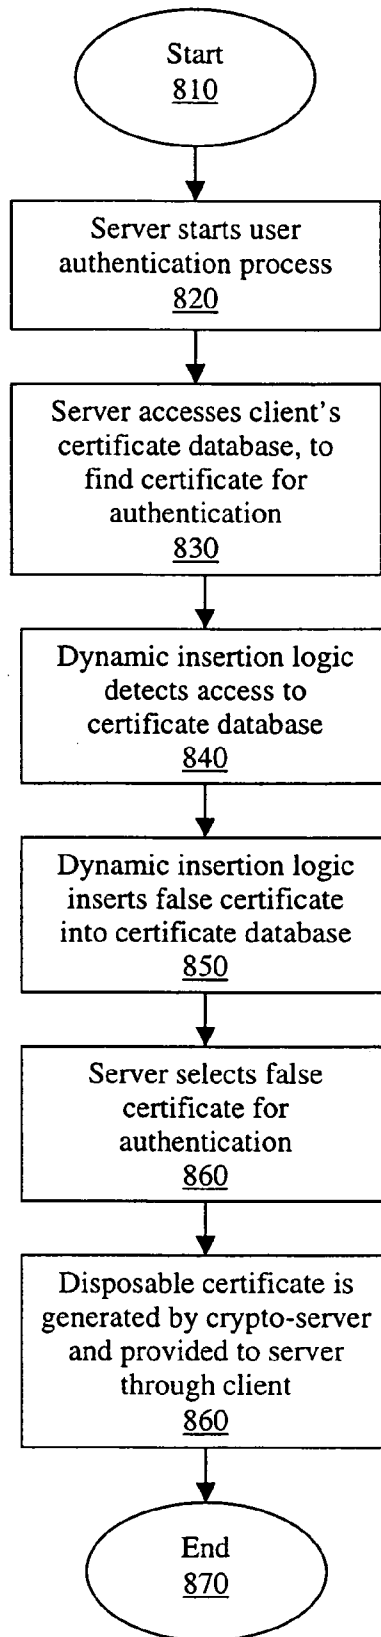 Start
810
Server starts user
authentication process
820
Server accesses client's
certificate database, to
find certificate for
authentication
830
Dynamic insertion logic
detects access to
certificate database
840
Dynamic insertion logic
inserts false certificate
into certificate database
850
Server selects false
certificate for
authentication
860
Disposable certificate is
generated by crypto-server
and provided to server
through client
860
End
870